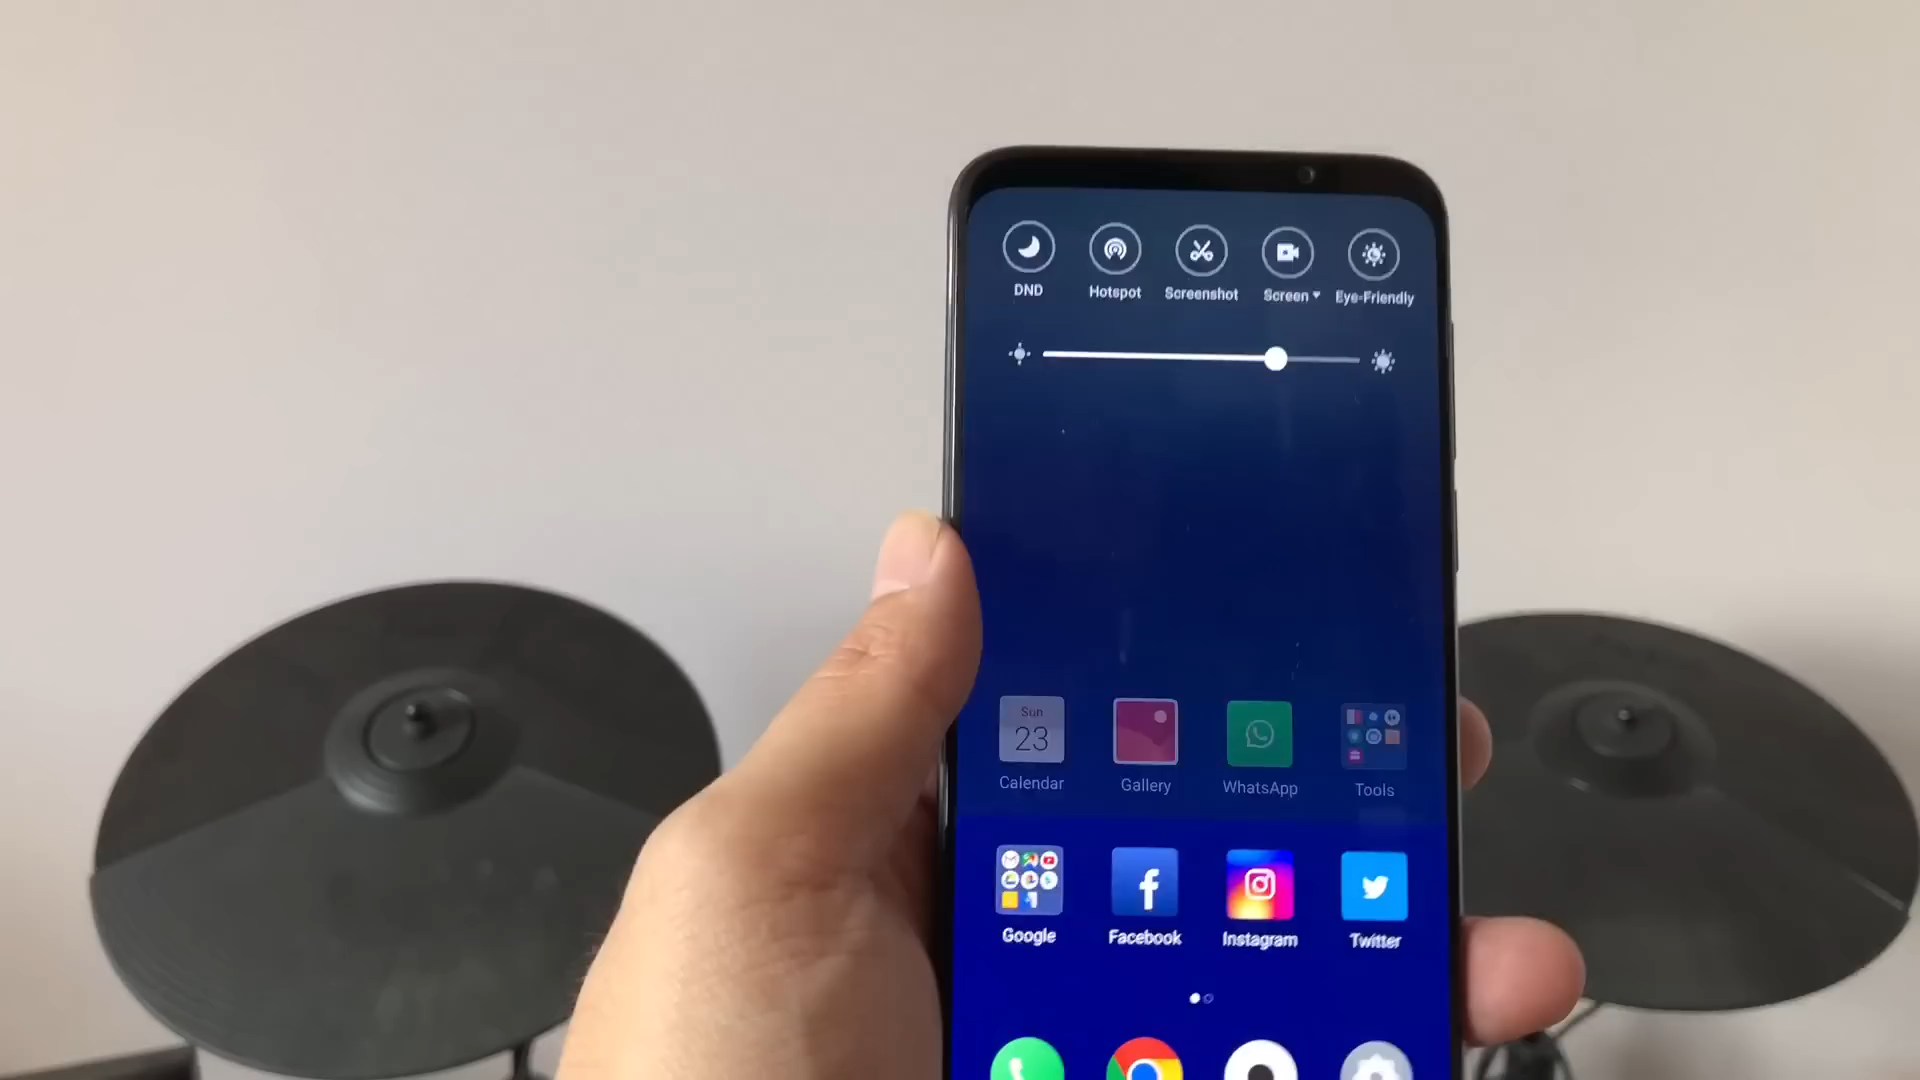 DND Hotspot Screenshot Screen Eye-Friendly
Sun
23
Calendar Gallery WhatsApp Tools
Google Facebook Instagram Twitter